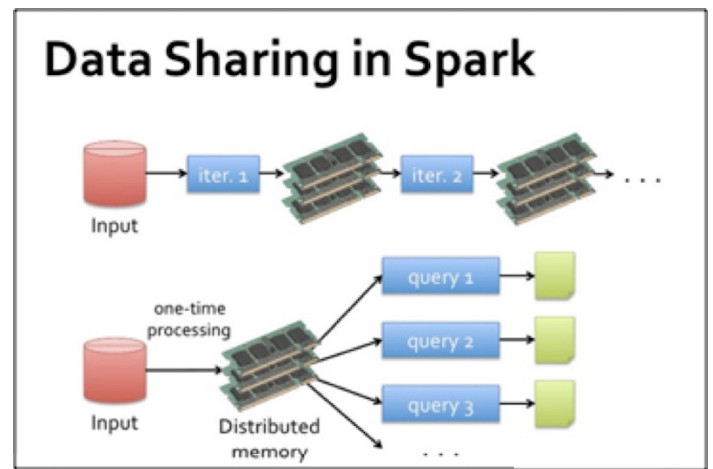 Data Sharing in Spark
iter. 1
iter. 2
. . .
Input
one-time
processing
query 1
query 2
query 3
Input
Distributed
memory
. . .